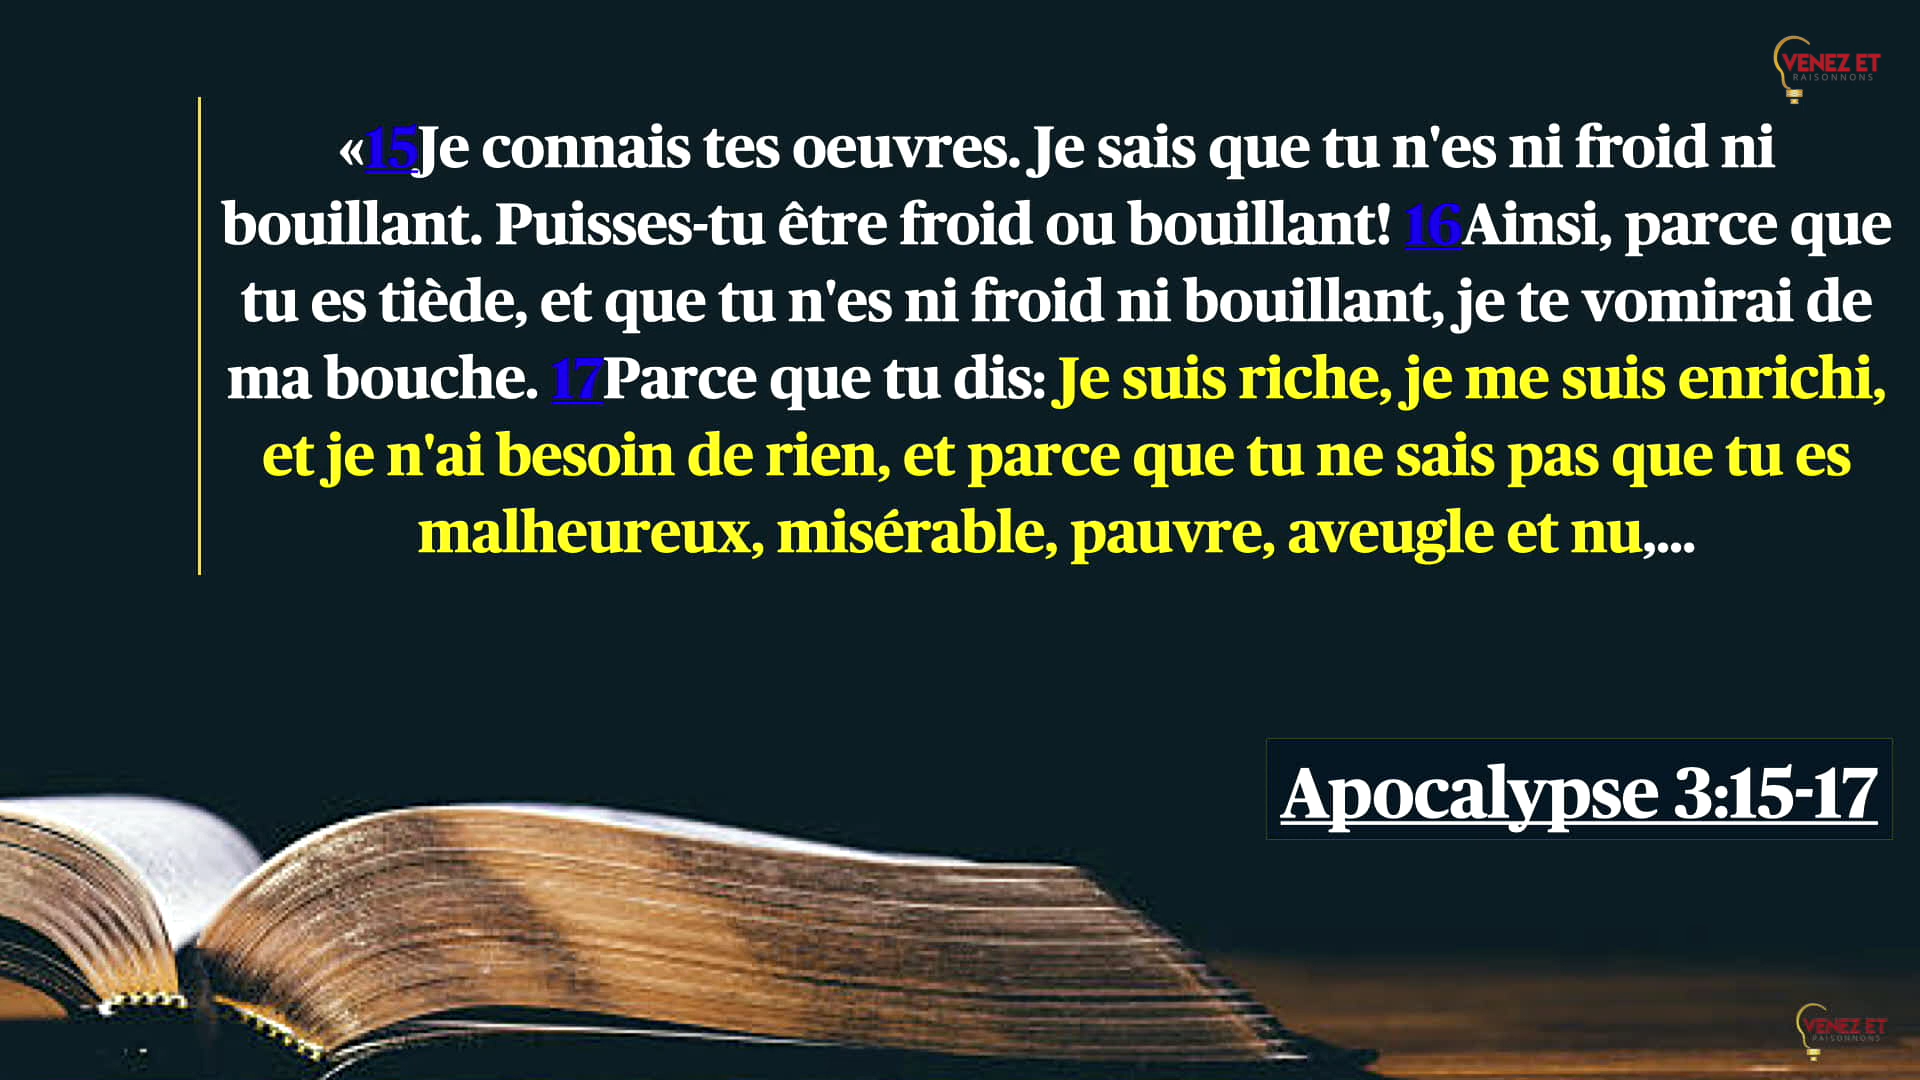 VENEZ ET
RAISONNONS
«15Je connais tes oeuvres. Je sais que tu n'es ni froid ni
bouillant. Puisses-tu être froid ou bouillant! 16Ainsi, parce que
tu es tiède, et que tu n'es ni froid ni bouillant, je te vomirai de
ma bouche. 17Parce que tu dis: Je suis riche, je me suis enrichi,
et je n'ai besoin de rien, et parce que tu ne sais pas que tu es
malheureux, misérable, pauvre, aveugle et nu,...
Apocalypse 3:15-17
VENEZ ET
RAISONNONS